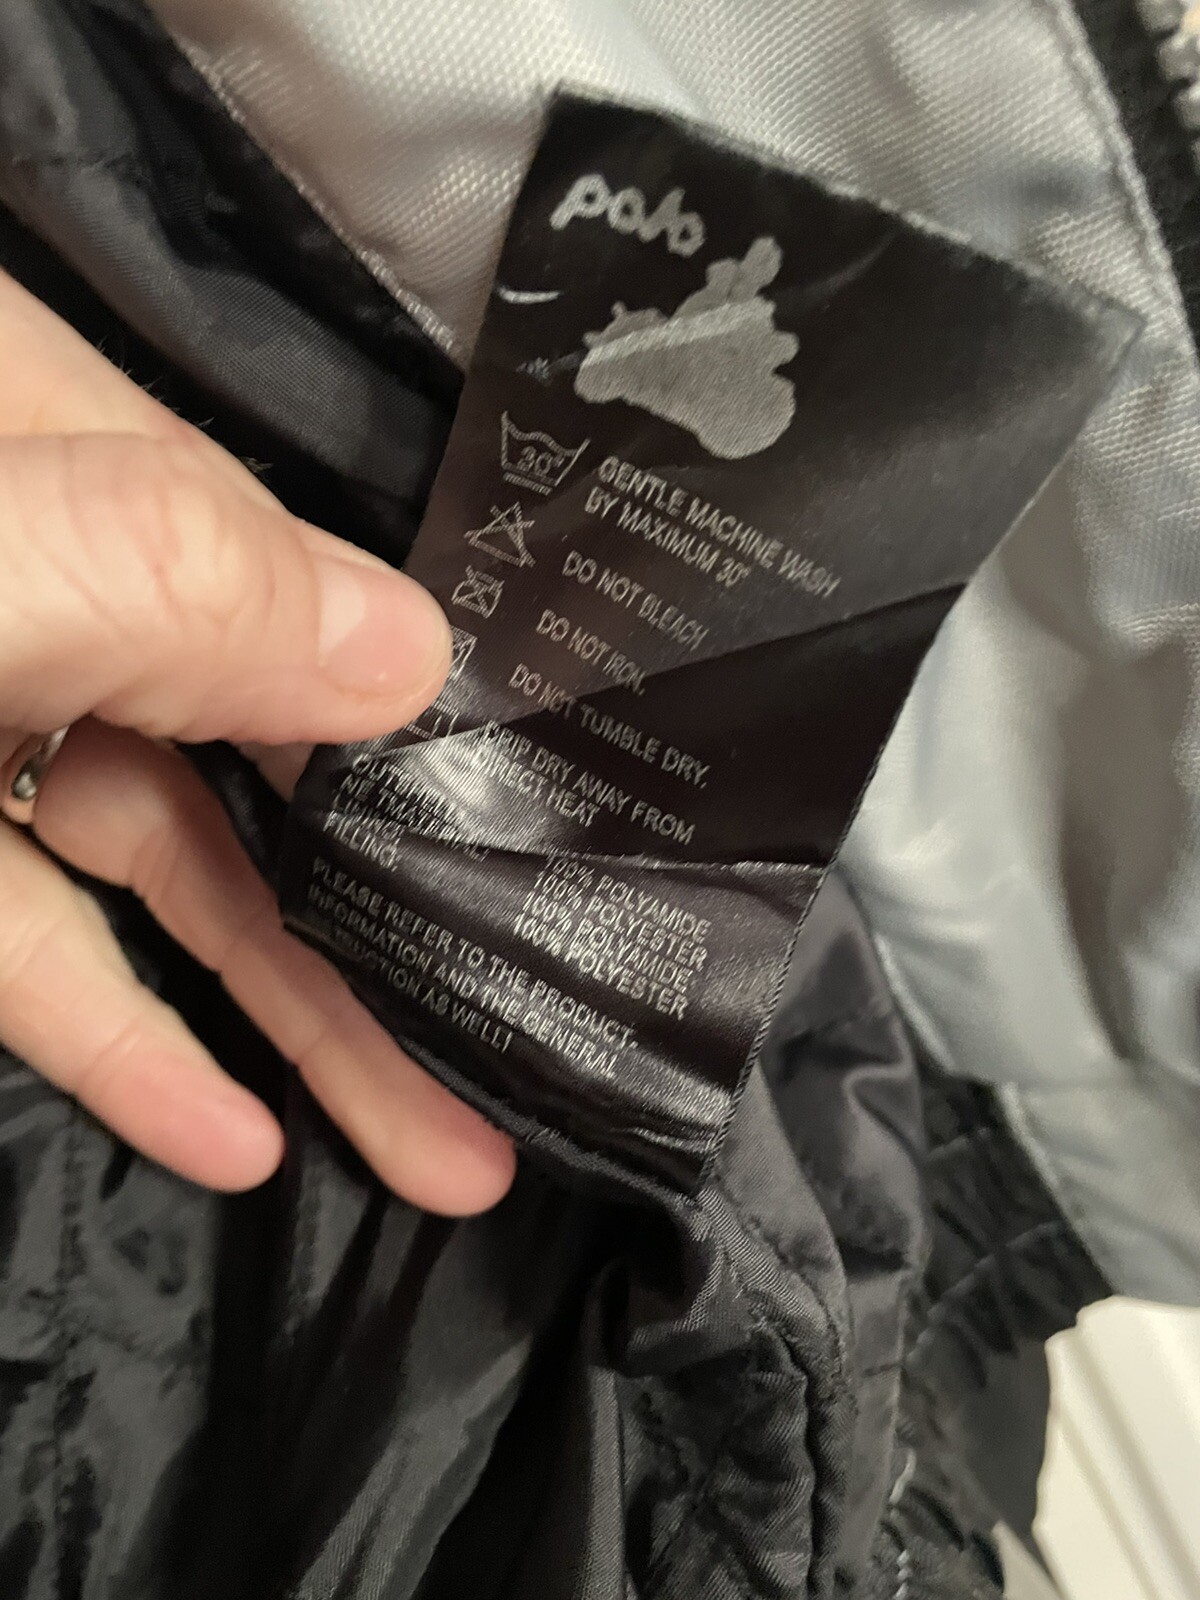 polo
30°
GENTLE MACHINE WASH
BY MAXIMUM 30°
DO NOT BLEACH
DO NOT IRON.
DO NOT TUMBLE DRY.
DRIP DRY AWAY FROM
DIRECT HEAT
100% POLYAMIDE
100% POLYESTER
100% POLYAMIDE
FILLING: 100% POLYESTER
PLEASE REFER TO THE PRODUCT.
INFORMATION AND THE GENERAL
AS WELL!